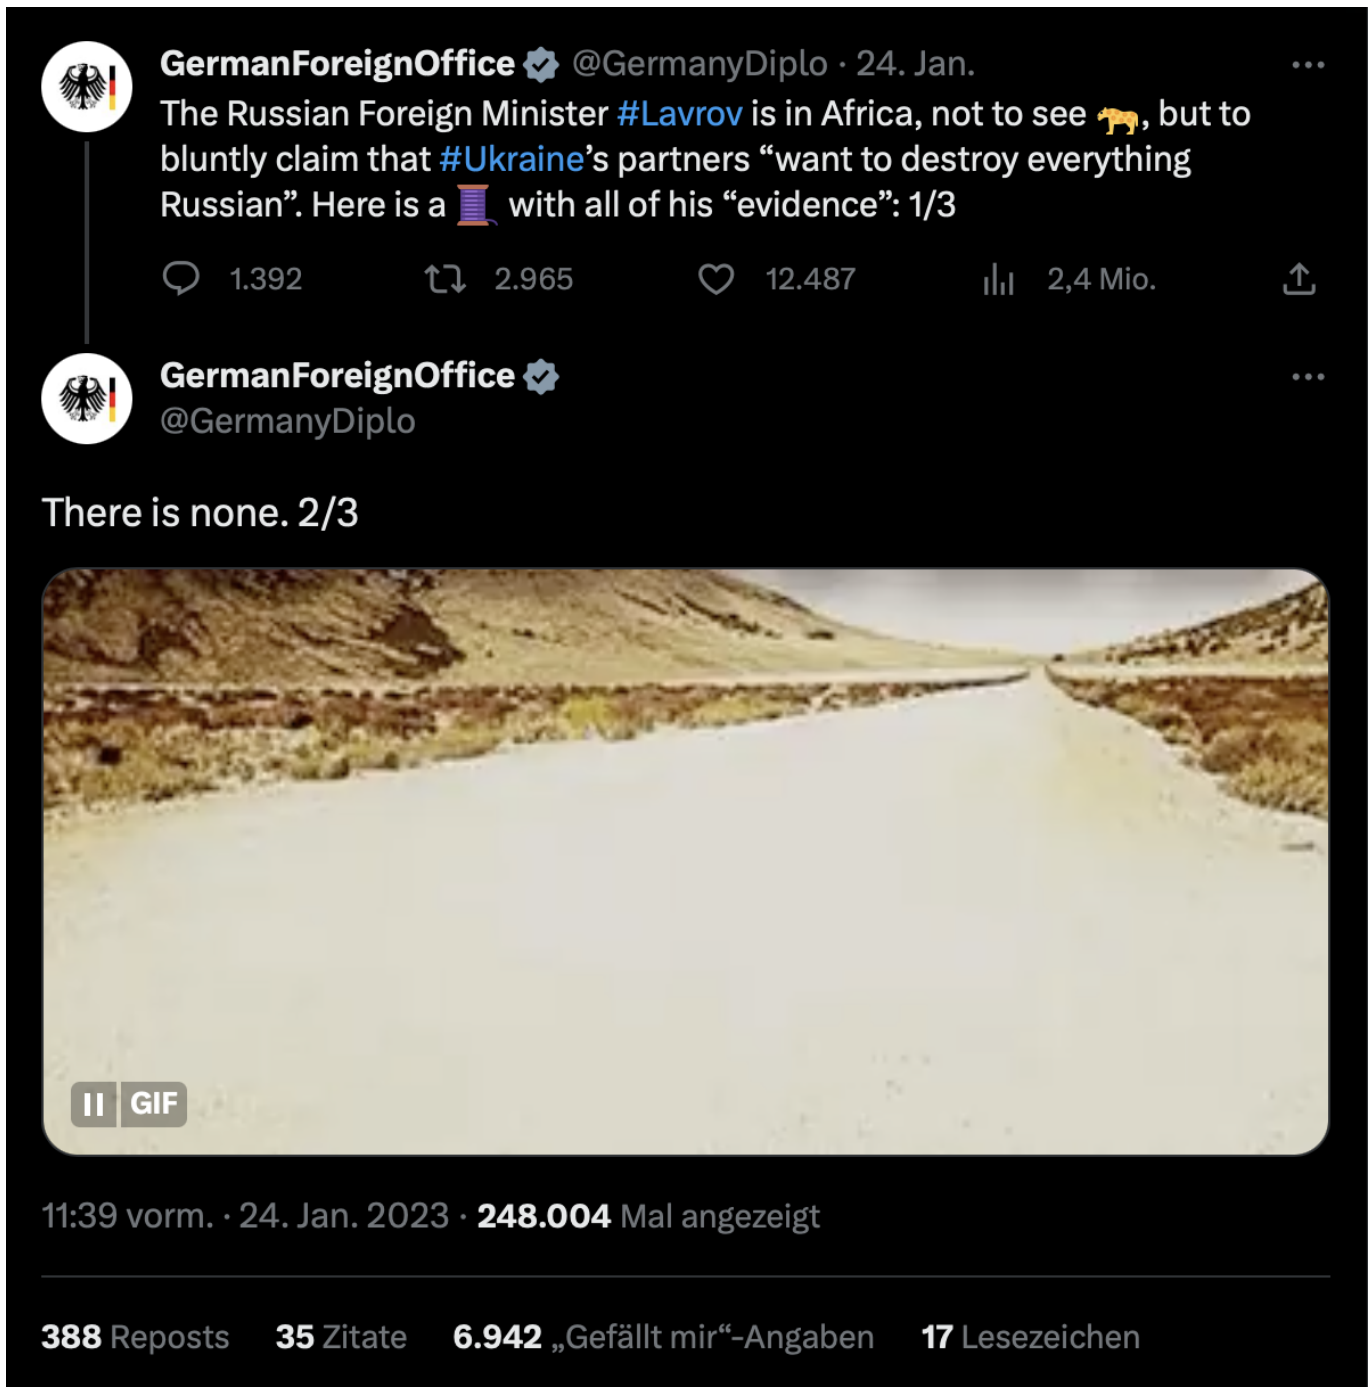 GermanForeignOffice @GermanyDiplo · 24. Jan.
The Russian Foreign Minister #Lavrov is in Africa, not to see 🐆, but to
bluntly claim that #Ukraine’s partners “want to destroy everything
Russian”. Here is a 🧵 with all of his “evidence”: 1/3
1.392 2.965 12.487 2,4 Mio.
GermanForeignOffice
@GermanyDiplo
There is none. 2/3
GIF
11:39 vorm. · 24. Jan. 2023 · 248.004 Mal angezeigt
388 Reposts 35 Zitate 6.942 „Gefällt mir“-Angaben 17 Lesezeichen